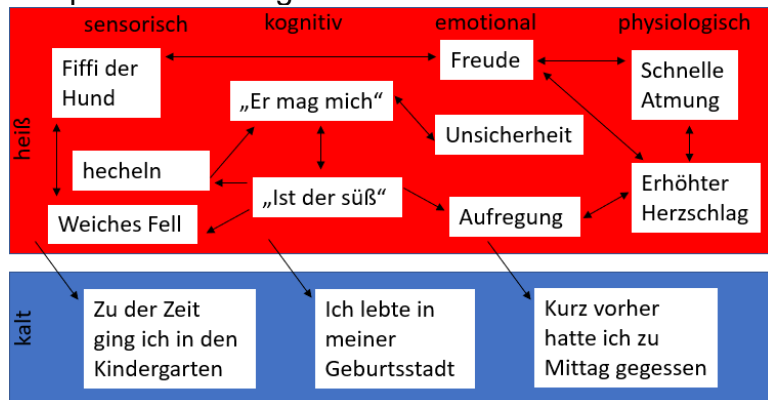 sensorisch
kognitiv
emotional
physiologisch
heiß
Fiffi der
Hund
Freude
Schnelle
Atmung
„Er mag mich“
Unsicherheit
hecheln
„Ist der süß“
Erhöhter
Herzschlag
Weiches Fell
Aufregung
kalt
Zu der Zeit
ging ich in den
Kindergarten
Ich lebte in
meiner
Geburtsstadt
Kurz vorher
hatte ich zu
Mittag gegessen